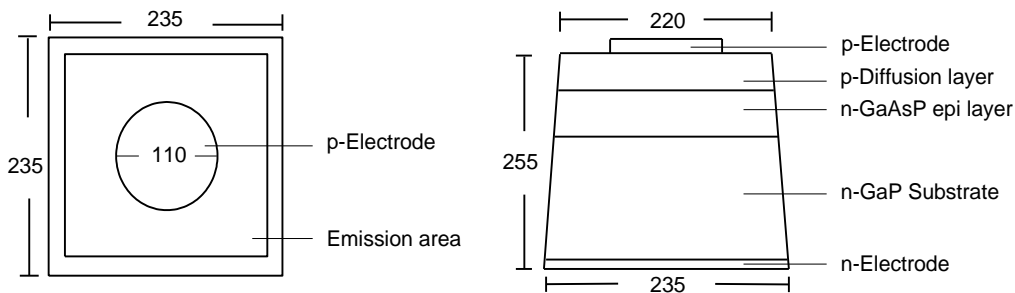 235
235
110
p-Electrode
Emission area
220
255
p-Electrode
p-Diffusion layer
n-GaAsP epi layer
n-GaP Substrate
n-Electrode
235